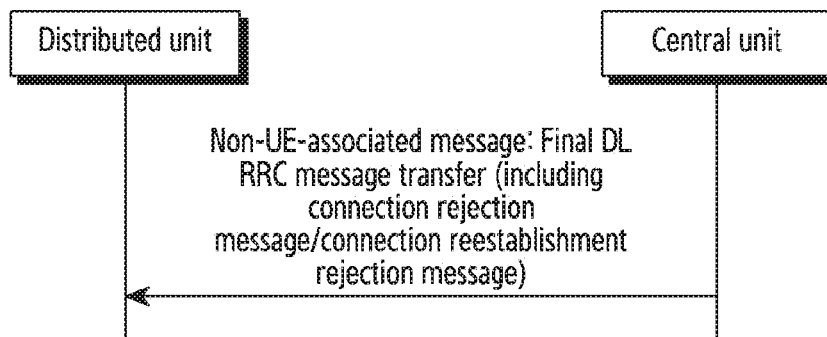 Distributed unit
Central unit
Non-UE-associated message: Final DL
RRC message transfer (including
connection rejection
message/connection reestablishment
rejection message)